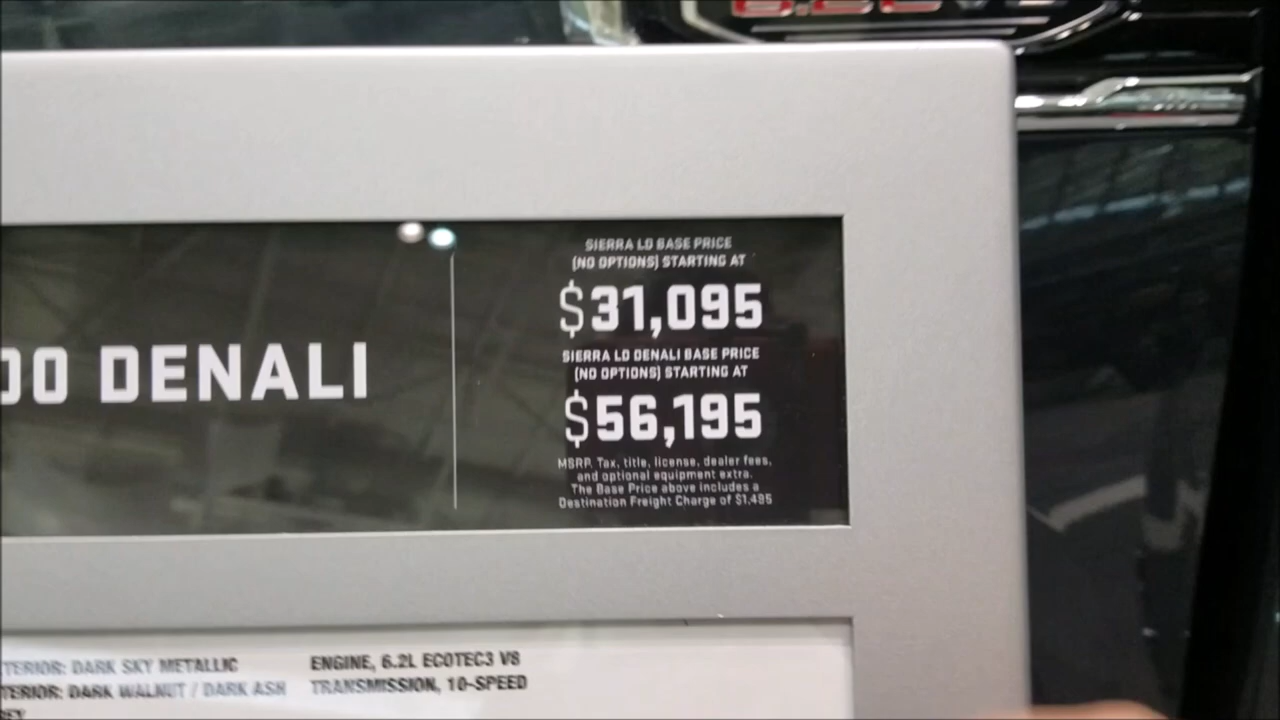 6.2L V8
00 DENALI
SIERRA LD BASE PRICE
(NO OPTIONS) STARTING AT
$31,095
SIERRA LD DENALI BASE PRICE
(NO OPTIONS) STARTING AT
$56,195
MSRP. Tax, title, license, dealer fees,
and optional equipment extra.
The Base Price above includes a
Destination Freight Charge of $1,495
TERIOR: DARK SKY METALLIC
TERIOR: DARK WALNUT / DARK ASH
ENGINE, 6.2L ECOTEC3 V8
TRANSMISSION, 10-SPEED